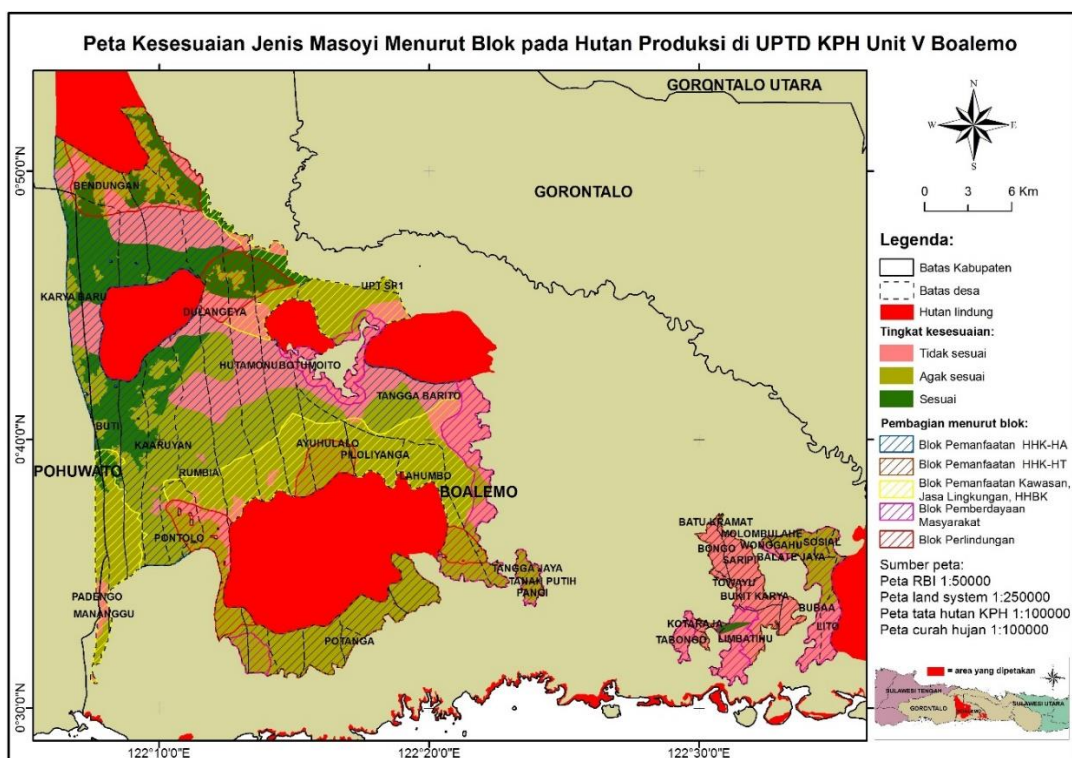 Peta Kesesuaian Jenis Masoyi Menurut Blok pada Hutan Produksi di UPTD KPH Unit V Boalemo
GORONTALO UTARA
GORONTALO
0°50'0"N
0°40'0"N
0°30'0"N
BENDUNGAN
KARYA BARU
UPT SP1
DULANGEYA
HUTAMONU
BOTUMOITO
TANGGA BARITO
BUTI
KAARUYAN
AYUHULALO
PILOLIYANGA
POHUWATO
RUMBIA
LAHUMBO
BOALEMO
PONTOLO
PADENGO
MANANGGU
TANGGA JAYA
TANAH PUTIH
PANGI
POTANGA
BATU KRAMAT
MOLOMBULAHE
BONGO
WONGGAHU
SOSIAL
SARIPI
BALATE JAYA
TOWAYU
BUKIT KARYA
BUBAA
KOTARAJA
TABONGO
LIMBATIHU
LITO
122°10'0"E
122°20'0"E
122°30'0"E
N
W
E
S
0 3 6 Km
Legenda:
Batas Kabupaten
Batas desa
Hutan lindung
Tingkat kesesuaian:
Tidak sesuai
Agak sesuai
Sesuai
Pembagian menurut blok:
Blok Pemanfaatan HHK-HA
Blok Pemanfaatan HHK-HT
Blok Pemanfaatan Kawasan,
Jasa Lingkungan, HHBK
Blok Pemberdayaan
Masyarakat
Blok Perlindungan
Sumber peta:
Peta RBI 1:50000
Peta land system 1:250000
Peta tata hutan KPH 1:100000
Peta curah hujan 1:100000
= area yang dipetakan
SULAWESI TENGAH
GORONTALO
SULAWESI UTARA